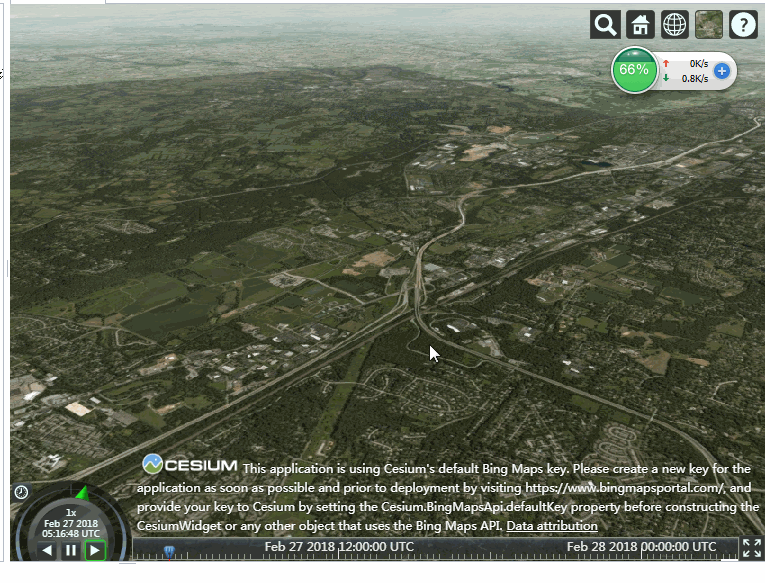 ?
66%
0K/s
0.8K/s
CESIUM This application is using Cesium's default Bing Maps key. Please create a new key for the
application as soon as possible and prior to deployment by visiting https://www.bingmapsportal.com/, and
provide your key to Cesium by setting the Cesium.BingMapsApi.defaultKey property before constructing the
CesiumWidget or any other object that uses the Bing Maps API. Data attribution
1x
Feb 27 2018
05:16:48 UTC
Feb 27 2018 12:00:00 UTC
Feb 28 2018 00:00:00 UTC